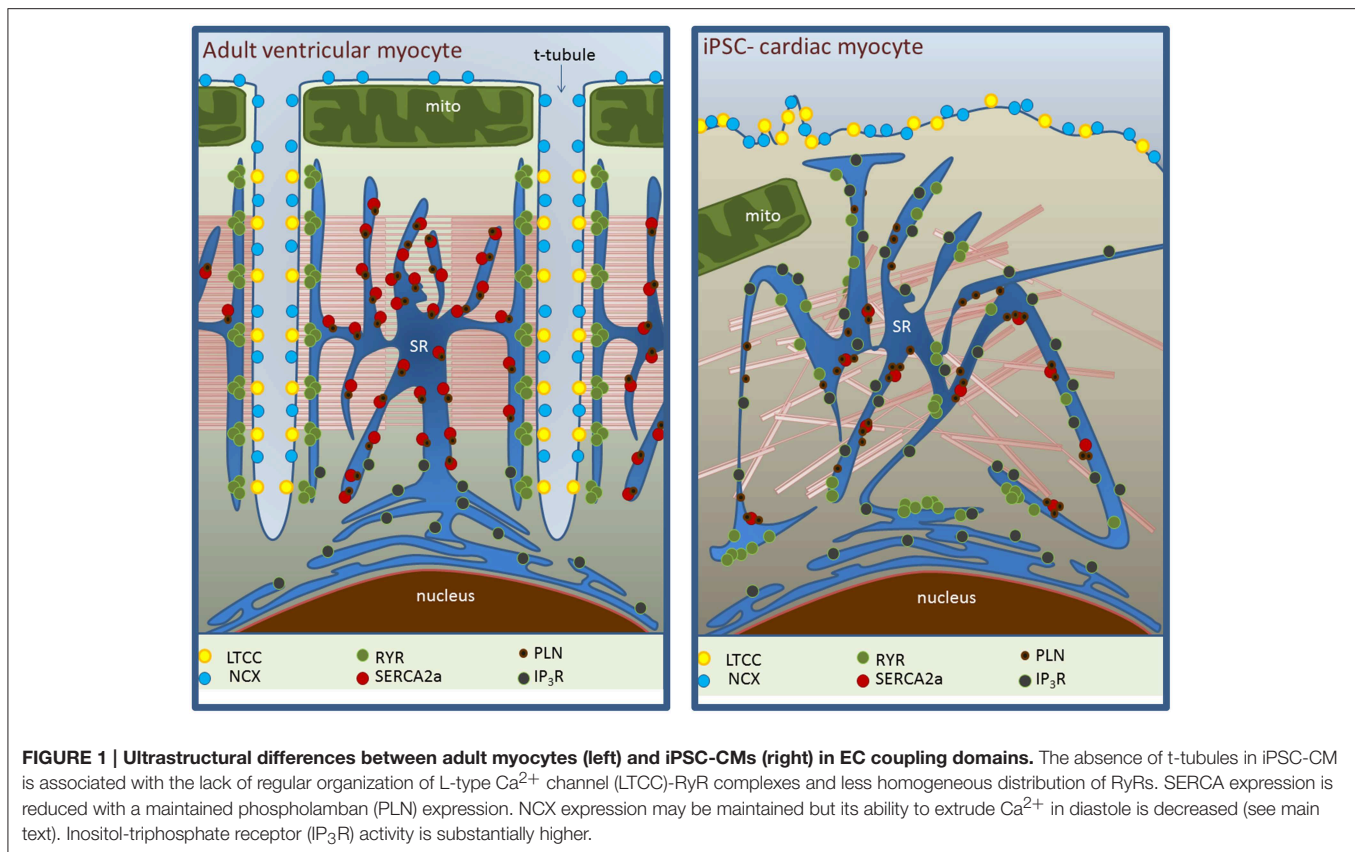 Adult ventricular myocyte
t-tubule
mito
SR
nucleus
LTCC
RYR
PLN
NCX
SERCA2a
IP₃R
iPSC- cardiac myocyte
mito
SR
nucleus
LTCC
RYR
PLN
NCX
SERCA2a
IP₃R
FIGURE 1 | Ultrastructural differences between adult myocytes (left) and iPSC-CMs (right) in EC coupling domains. The absence of t-tubules in iPSC-CM
is associated with the lack of regular organization of L-type Ca²⁺ channel (LTCC)-RyR complexes and less homogeneous distribution of RyRs. SERCA expression is
reduced with a maintained phospholamban (PLN) expression. NCX expression may be maintained but its ability to extrude Ca²⁺ in diastole is decreased (see main
text). Inositol-triphosphate receptor (IP₃R) activity is substantially higher.